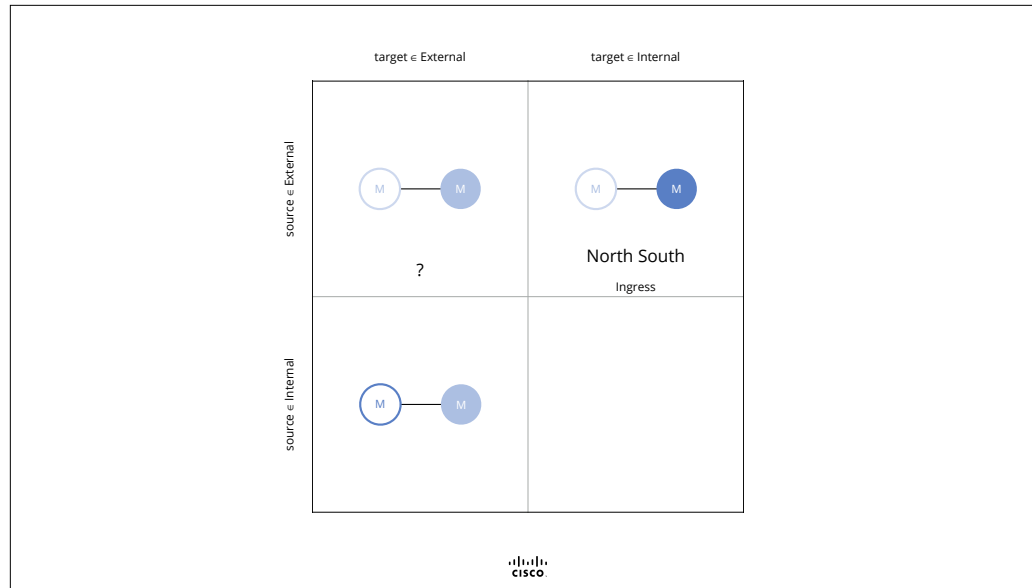 target ∈ External
target ∈ Internal
source ∈ External
M
M
M
M
?
North South
Ingress
source ∈ Internal
M
M
CISCO